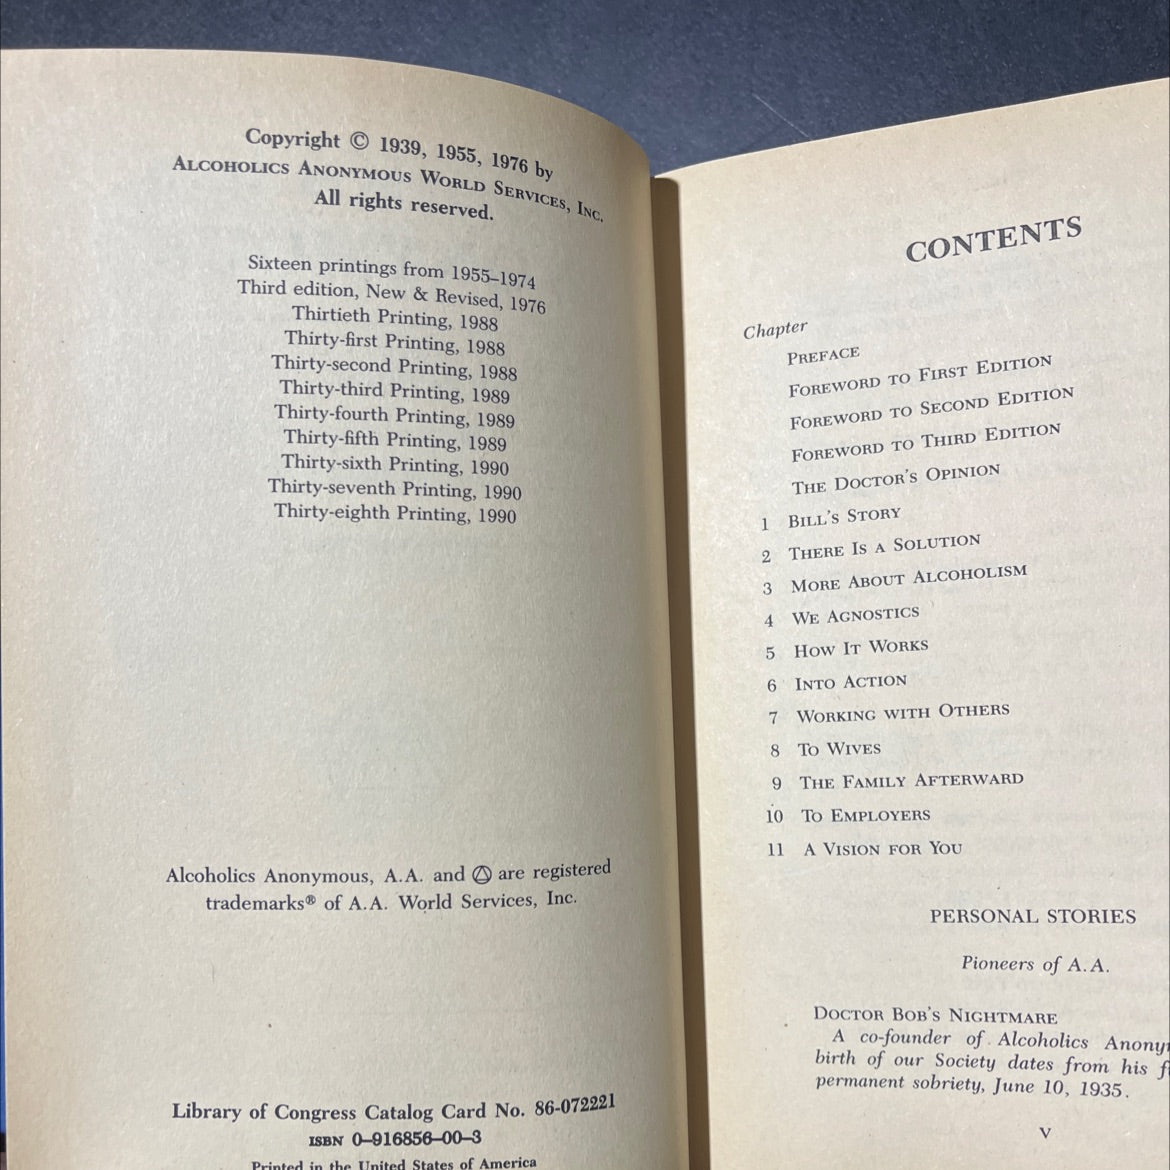 Copyright © 1939, 1955, 1976 by
ALCOHOLICS ANONYMOUS WORLD SERVICES, INC.
All rights reserved.
Sixteen printings from 1955–1974
Third edition, New & Revised, 1976
Thirtieth Printing, 1988
Thirty-first Printing, 1988
Thirty-second Printing, 1988
Thirty-third Printing, 1989
Thirty-fourth Printing, 1989
Thirty-fifth Printing, 1989
Thirty-sixth Printing, 1990
Thirty-seventh Printing, 1990
Thirty-eighth Printing, 1990
Alcoholics Anonymous, A.A. and are registered
trademarks® of A.A. World Services, Inc.
Library of Congress Catalog Card No. 86-072221
ISBN 0–916856–00–3
Printed in the United States of America
CONTENTS
Chapter
PREFACE
FOREWORD TO FIRST EDITION
FOREWORD TO SECOND EDITION
FOREWORD TO THIRD EDITION
THE DOCTOR'S OPINION
1 BILL'S STORY
2 THERE IS A SOLUTION
3 MORE ABOUT ALCOHOLISM
4 WE AGNOSTICS
5 HOW IT WORKS
6 INTO ACTION
7 WORKING WITH OTHERS
8 TO WIVES
9 THE FAMILY AFTERWARD
10 TO EMPLOYERS
11 A VISION FOR YOU
PERSONAL STORIES
Pioneers of A.A.
DOCTOR BOB'S NIGHTMARE
A co-founder of Alcoholics
birth of our Society dates from his
permanent sobriety, June 10, 1935.
V